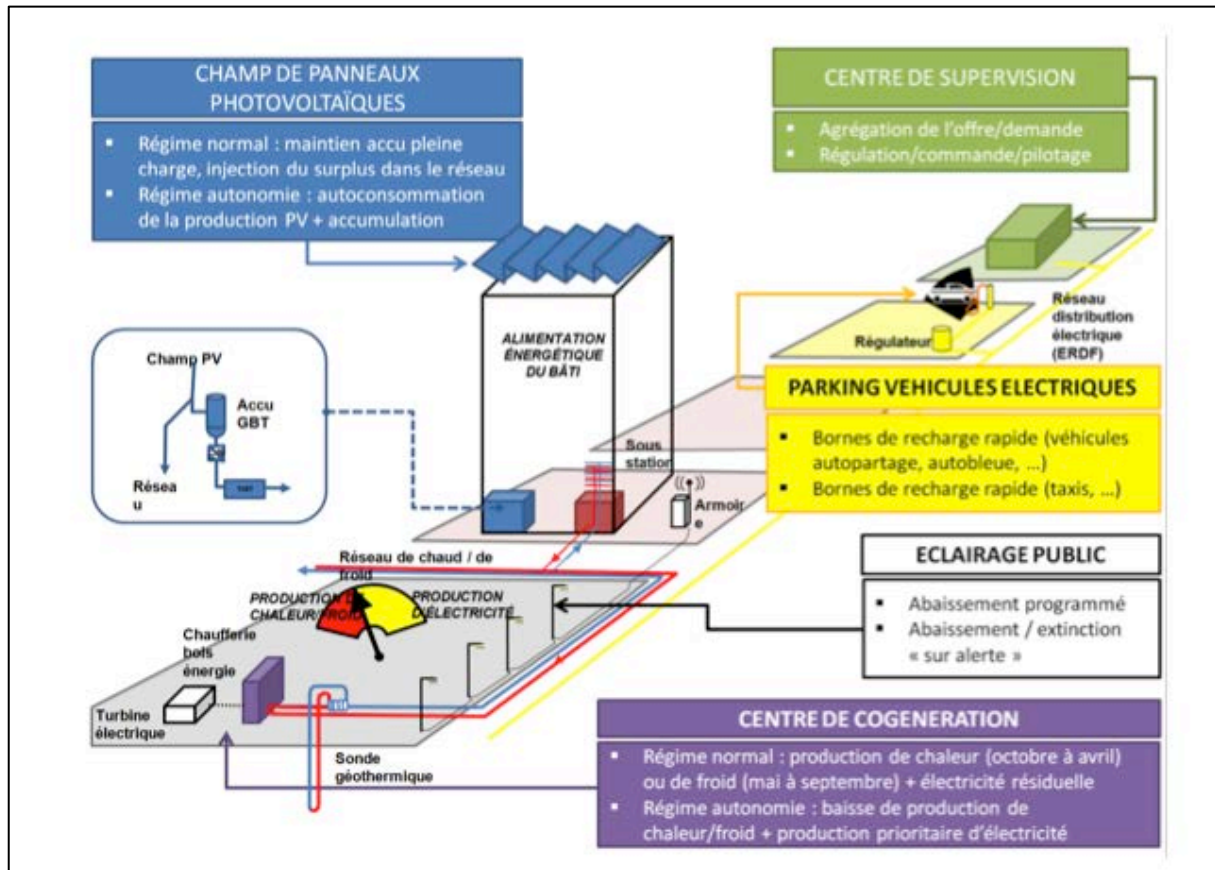 CHAMP DE PANNEAUX
PHOTOVOLTAÏQUES
▪ Régime normal : maintien accu pleine
charge, injection du surplus dans le réseau
▪ Régime autonomie : autoconsommation
de la production PV + accumulation
CENTRE DE SUPERVISION
▪ Agrégation de l'offre/demande
▪ Régulation/commande/pilotage
ALIMENTATION
ÉNERGÉTIQUE
DU BÂTI
Régulateur
Réseau
distribution
électrique
(ERDF)
Champ PV
Accu
GBT
Résea
u
PARKING VEHICULES ELECTRIQUES
▪ Bornes de recharge rapide (véhicules
autopartage, autobleue, ...)
▪ Bornes de recharge rapide (taxis, ...)
Sous
station
Armoir
e
ECLAIRAGE PUBLIC
▪ Abaissement programmé
▪ Abaissement / extinction
« sur alerte »
Réseau de chaud / de
froid
PRODUCTION D
CHALEUR/FROID
PRODUCTION
D'ÉLECTRICITÉ
Chaufferie
bois
énergie
Turbine
électrique
Sonde
géothermique
CENTRE DE COGENERATION
▪ Régime normal : production de chaleur (octobre à avril)
ou de froid (mai à septembre) + électricité résiduelle
▪ Régime autonomie : baisse de production de
chaleur/froid + production prioritaire d'électricité